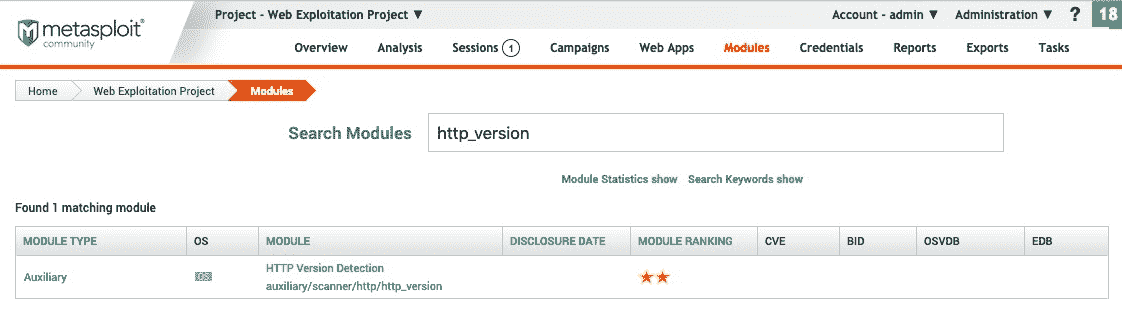 Project - Web Exploitation Project ▼ Account - admin ▼ Administration ▼ ? 18
metasploit®
community
Overview Analysis Sessions 1 Campaigns Web Apps Modules Credentials Reports Exports Tasks
Home Web Exploitation Project Modules
Search Modules http_version
Module Statistics show Search Keywords show
Found 1 matching module
MODULE TYPE OS MODULE DISCLOSURE DATE MODULE RANKING CVE BID OSVDB EDB
HTTP Version Detection
Auxiliary auxiliary/scanner/http/http_version